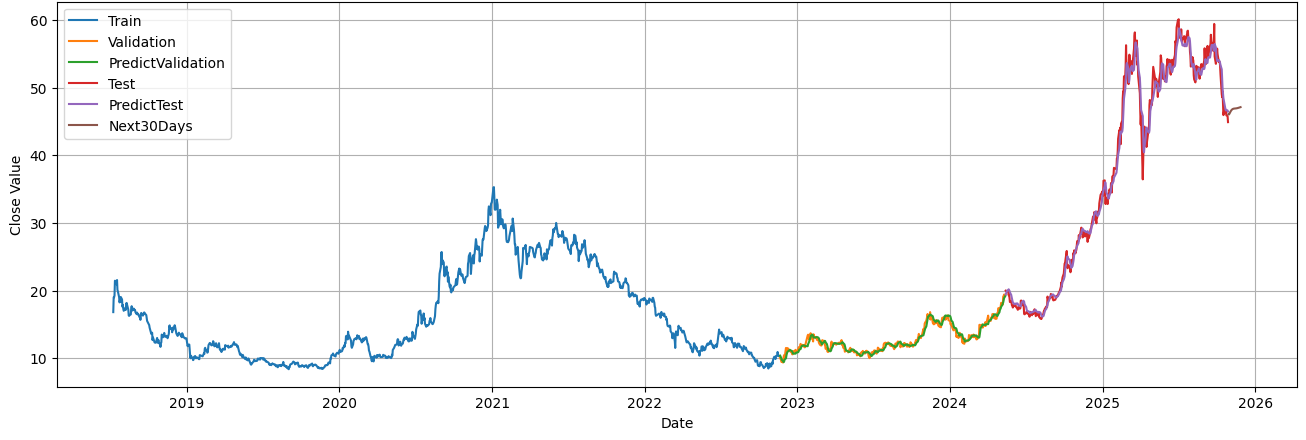 60
50
40
30
20
10
Close Value
Train
Validation
PredictValidation
Test
PredictTest
Next30Days
2019 2020 2021 2022 2023 2024 2025 2026
Date